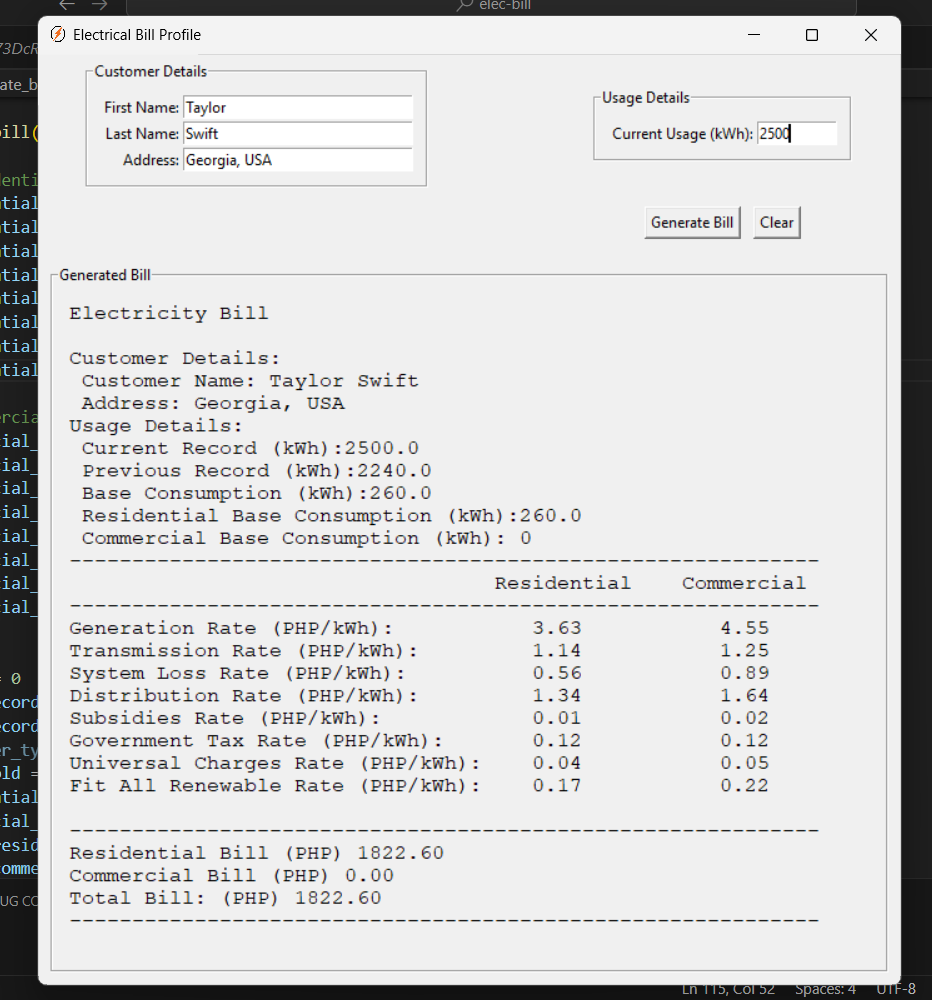 elec-bill
Electrical Bill Profile
Customer Details
First Name: Taylor
Last Name: Swift
Address: Georgia, USA
Usage Details
Current Usage (kWh): 2500
Generate Bill Clear
Generated Bill
Electricity Bill
Customer Details:
Customer Name: Taylor Swift
Address: Georgia, USA
Usage Details:
Current Record (kWh):2500.0
Previous Record (kWh):2240.0
Base Consumption (kWh):260.0
Residential Base Consumption (kWh):260.0
Commercial Base Consumption (kWh): 0
------------------------------------------------------------
Residential Commercial
------------------------------------------------------------
Generation Rate (PHP/kWh): 3.63 4.55
Transmission Rate (PHP/kWh): 1.14 1.25
System Loss Rate (PHP/kWh): 0.56 0.89
Distribution Rate (PHP/kWh): 1.34 1.64
Subsidies Rate (PHP/kWh): 0.01 0.02
Government Tax Rate (PHP/kWh): 0.12 0.12
Universal Charges Rate (PHP/kWh): 0.04 0.05
Fit All Renewable Rate (PHP/kWh): 0.17 0.22
------------------------------------------------------------
Residential Bill (PHP) 1822.60
Commercial Bill (PHP) 0.00
Total Bill: (PHP) 1822.60
------------------------------------------------------------
Ln 115, Col 52 Spaces: 4 UTF-8